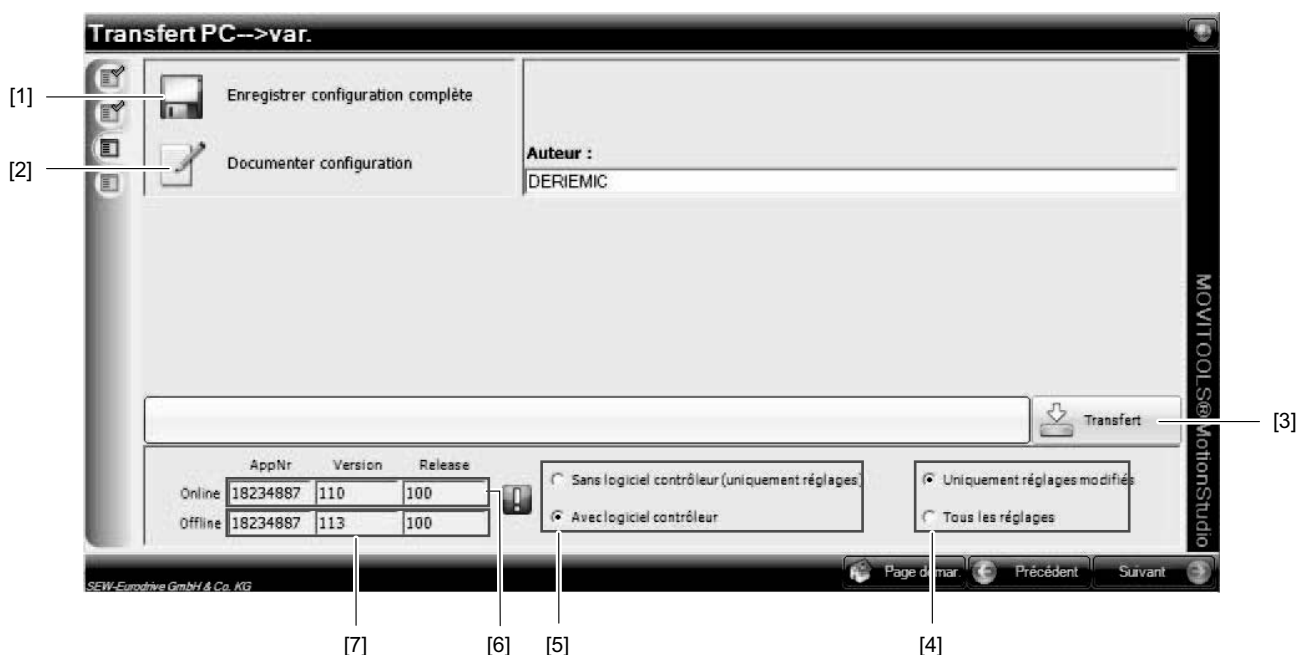 Transfert PC-->var.
[1]
Enregistrer configuration complète
[2]
Documenter configuration
Auteur :
DERIEMIC
MOVITOOLS®MotionStudio
Transfert
[3]
AppNr Version Release
Online 18234887 110 100
Offline 18234887 113 100
Sans logiciel contrôleur (uniquement réglages)
Avec logiciel contrôleur
Uniquement réglages modifiés
Tous les réglages
SEW-Eurodrive GmbH & Co. KG
Page démar. Précédent Suivant
[7] [6] [5] [4]